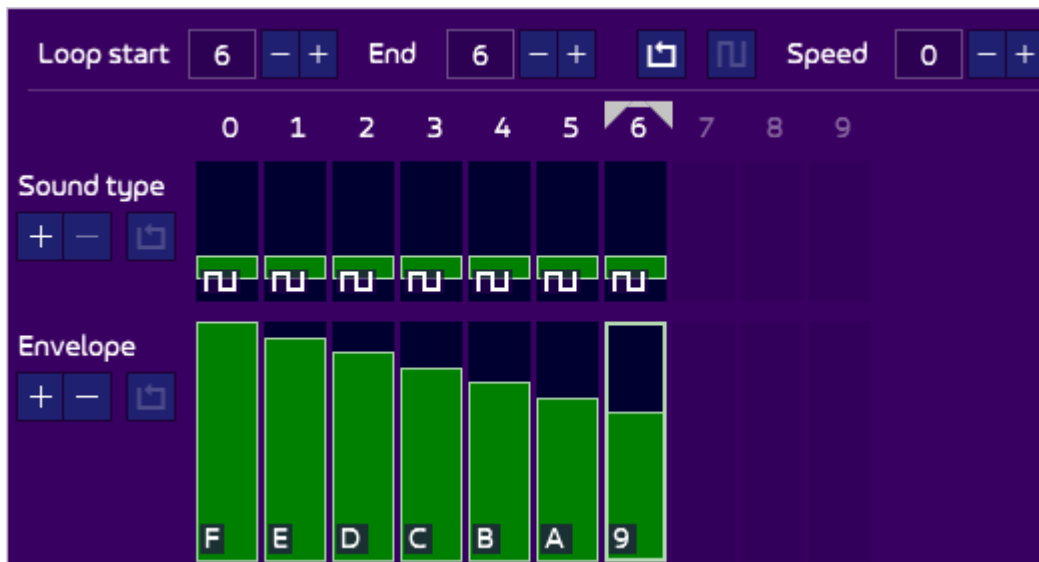 Loop start 6 − + End 6 − + Speed 0 − +
0 1 2 3 4 5 6 7 8 9
Sound type
+ −
Envelope
+ −
F E D C B A 9